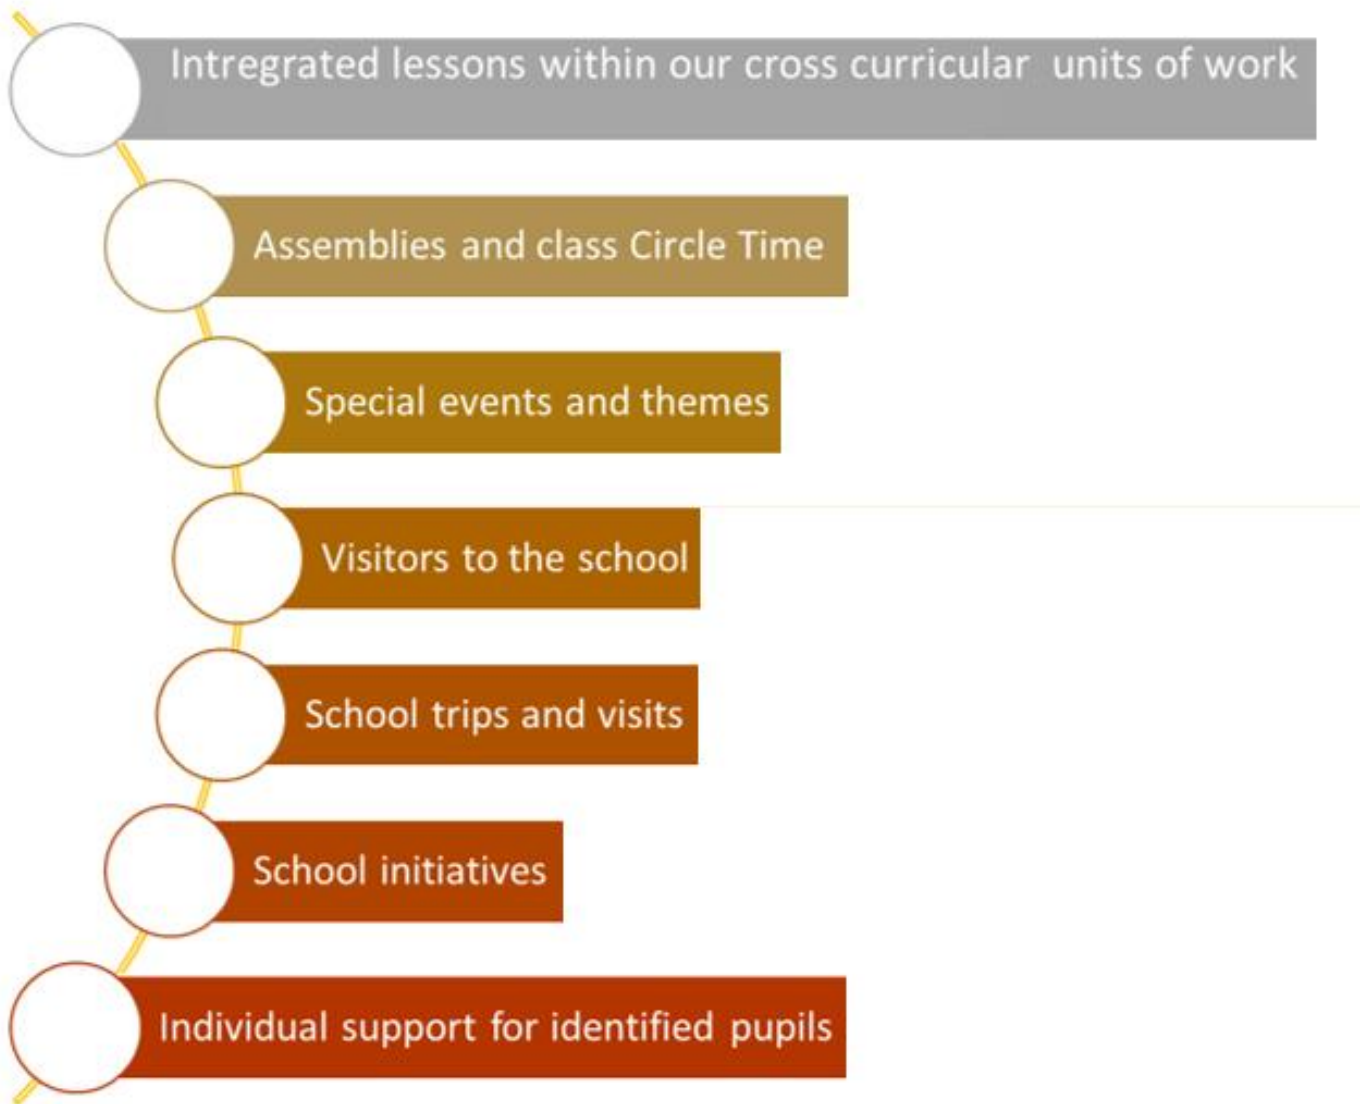 Intregrated lessons within our cross curricular units of work
Assemblies and class Circle Time
Special events and themes
Visitors to the school
School trips and visits
School initiatives
Individual support for identified pupils